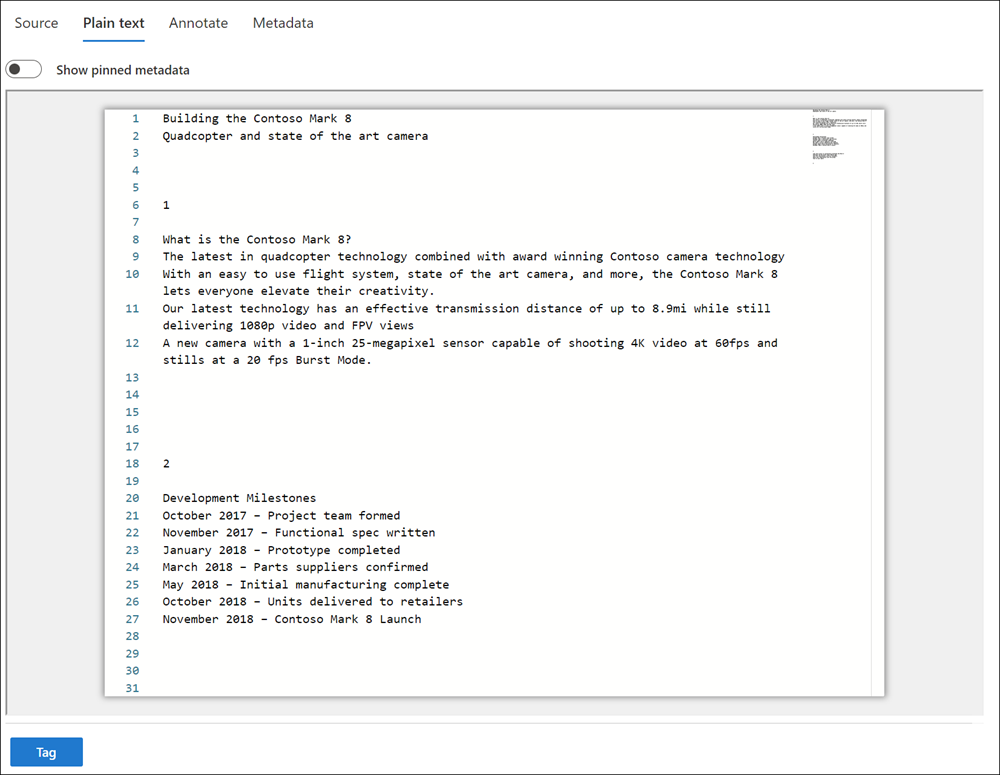 Source Plain text Annotate Metadata
Show pinned metadata
1 Building the Contoso Mark 8
2 Quadcopter and state of the art camera
3
4
5
6 1
7
8 What is the Contoso Mark 8?
9 The latest in quadcopter technology combined with award winning Contoso camera technology
10 With an easy to use flight system, state of the art camera, and more, the Contoso Mark 8
lets everyone elevate their creativity.
11 Our latest technology has an effective transmission distance of up to 8.9mi while still
delivering 1080p video and FPV views
12 A new camera with a 1-inch 25-megapixel sensor capable of shooting 4K video at 60fps and
stills at a 20 fps Burst Mode.
13
14
15
16
17
18 2
19
20 Development Milestones
21 October 2017 – Project team formed
22 November 2017 – Functional spec written
23 January 2018 – Prototype completed
24 March 2018 – Parts suppliers confirmed
25 May 2018 – Initial manufacturing complete
26 October 2018 – Units delivered to retailers
27 November 2018 – Contoso Mark 8 Launch
28
29
30
31
Tag